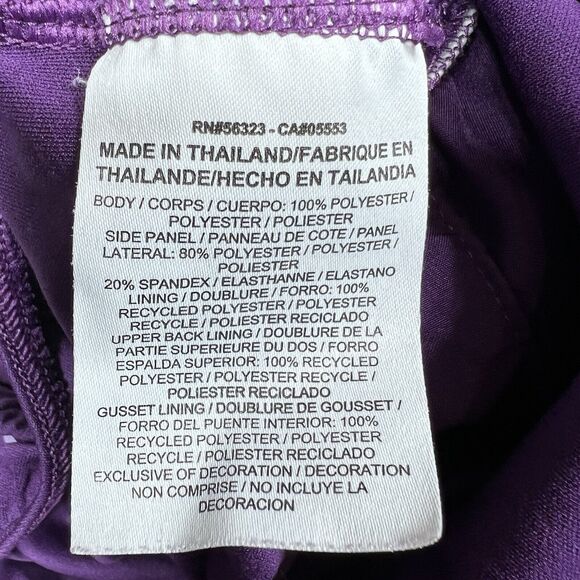 RN#56323 - CA#05553
MADE IN THAILAND/FABRIQUE EN
THAILANDE/HECHO EN TAILANDIA
BODY / CORPS / CUERPO: 100% POLYESTER /
POLYESTER / POLIESTER
SIDE PANEL / PANNEAU DE COTE / PANEL
LATERAL: 80% POLYESTER / POLYESTER /
POLIESTER
20% SPANDEX / ELASTHANNE / ELASTANO
LINING / DOUBLURE / FORRO: 100%
RECYCLED POLYESTER / POLYESTER
RECYCLE / POLIESTER RECICLADO
UPPER BACK LINING / DOUBLURE DE LA
PARTIE SUPERIEURE DU DOS / FORRO
ESPALDA SUPERIOR: 100% RECYCLED
POLYESTER / POLYESTER RECYCLE /
POLIESTER RECICLADO
GUSSET LINING / DOUBLURE DE GOUSSET /
FORRO DEL PUENTE INTERIOR: 100%
RECYCLED POLYESTER / POLYESTER
RECYCLE / POLIESTER RECICLADO
EXCLUSIVE OF DECORATION / DECORATION
NON COMPRISE / NO INCLUYE LA
DECORACION